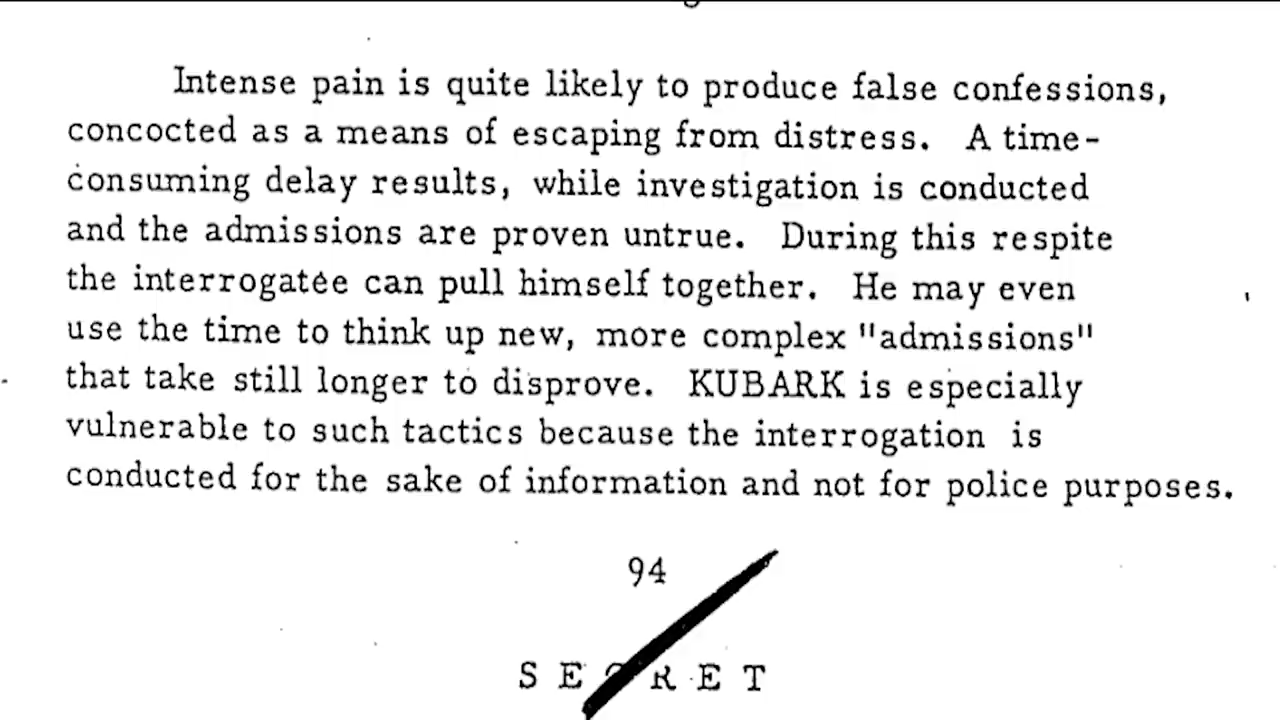 Intense pain is quite likely to produce false confessions,
concocted as a means of escaping from distress. A time-
consuming delay results, while investigation is conducted
and the admissions are proven untrue. During this respite
the interrogatee can pull himself together. He may even
use the time to think up new, more complex "admissions"
that take still longer to disprove. KUBARK is especially
vulnerable to such tactics because the interrogation is
conducted for the sake of information and not for police purposes.
94
S E C R E T